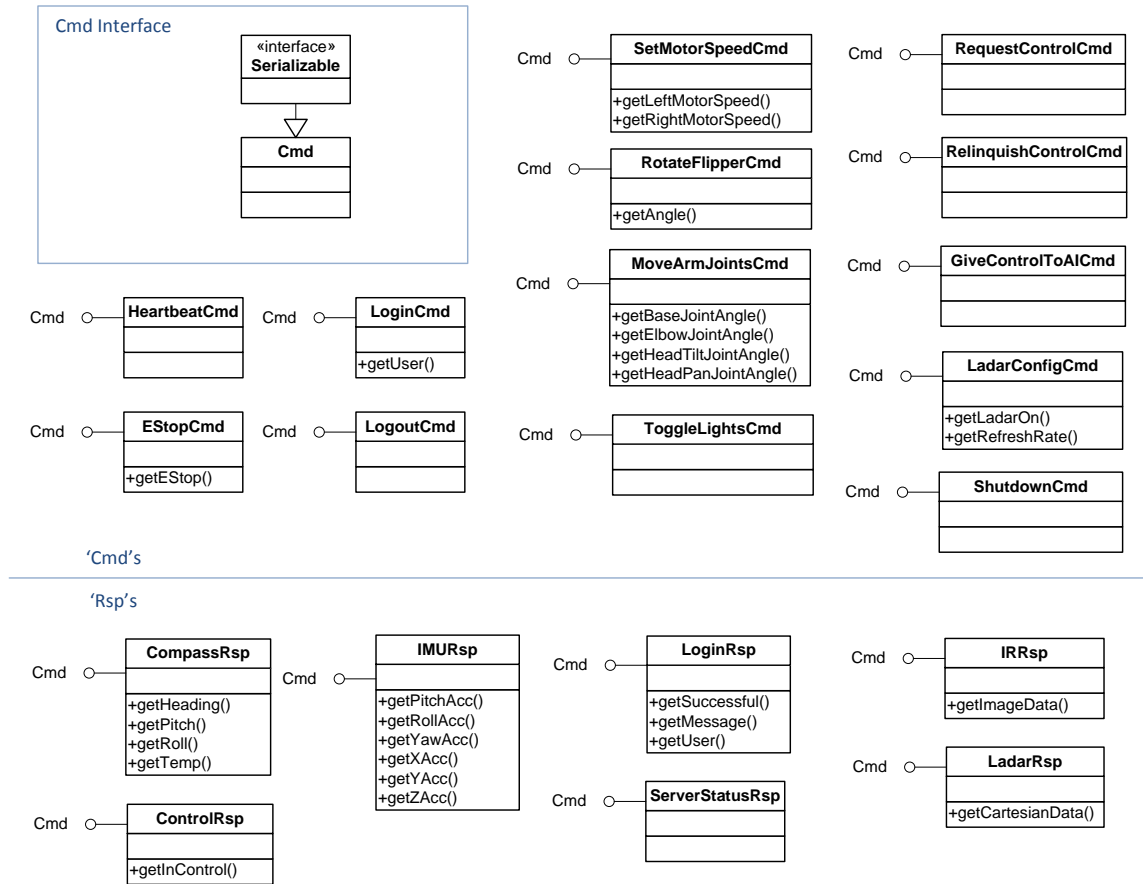 Cmd Interface
«interface»
Serializable
Cmd
Cmd
HeartbeatCmd
Cmd
LoginCmd
+getUser()
Cmd
EStopCmd
+getEStop()
Cmd
LogoutCmd
Cmd
SetMotorSpeedCmd
+getLeftMotorSpeed()
+getRightMotorSpeed()
Cmd
RotateFlipperCmd
+getAngle()
Cmd
MoveArmJointsCmd
+getBaseJointAngle()
+getElbowJointAngle()
+getHeadTiltJointAngle()
+getHeadPanJointAngle()
Cmd
ToggleLightsCmd
Cmd
RequestControlCmd
Cmd
RelinquishControlCmd
Cmd
GiveControlToAICmd
Cmd
LadarConfigCmd
+getLadarOn()
+getRefreshRate()
Cmd
ShutdownCmd
‘Cmd’s
‘Rsp’s
Cmd
CompassRsp
+getHeading()
+getPitch()
+getRoll()
+getTemp()
Cmd
ControlRsp
+getInControl()
Cmd
IMURsp
+getPitchAcc()
+getRollAcc()
+getYawAcc()
+getXAcc()
+getYAcc()
+getZAcc()
Cmd
LoginRsp
+getSuccessful()
+getMessage()
+getUser()
Cmd
ServerStatusRsp
Cmd
IRRsp
+getImageData()
Cmd
LadarRsp
+getCartesianData()